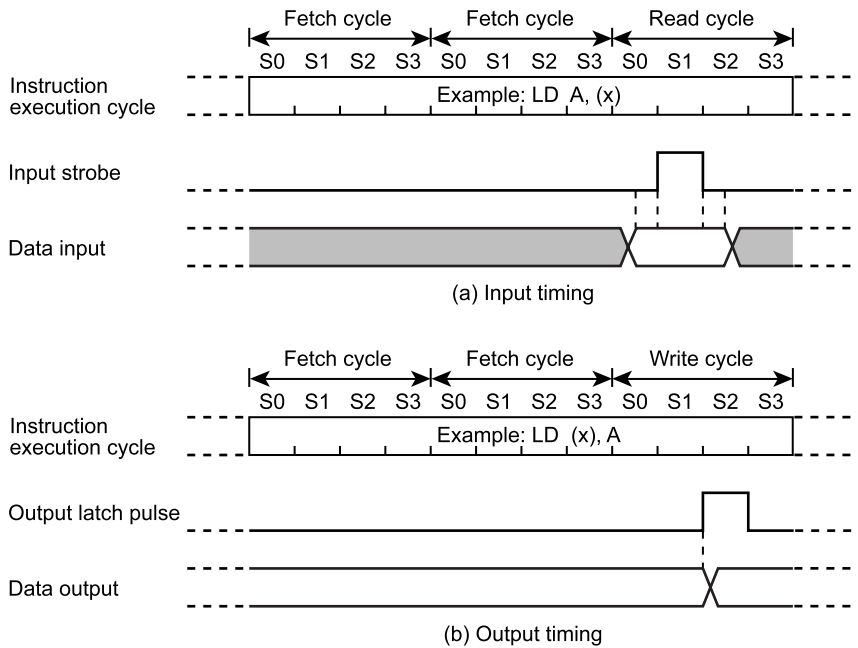 Fetch cycle Fetch cycle Read cycle
S0 S1 S2 S3 S0 S1 S2 S3 S0 S1 S2 S3
Instruction
execution cycle
Example: LD A, (x)
Input strobe
Data input
(a) Input timing
Fetch cycle Fetch cycle Write cycle
S0 S1 S2 S3 S0 S1 S2 S3 S0 S1 S2 S3
Instruction
execution cycle
Example: LD (x), A
Output latch pulse
Data output
(b) Output timing